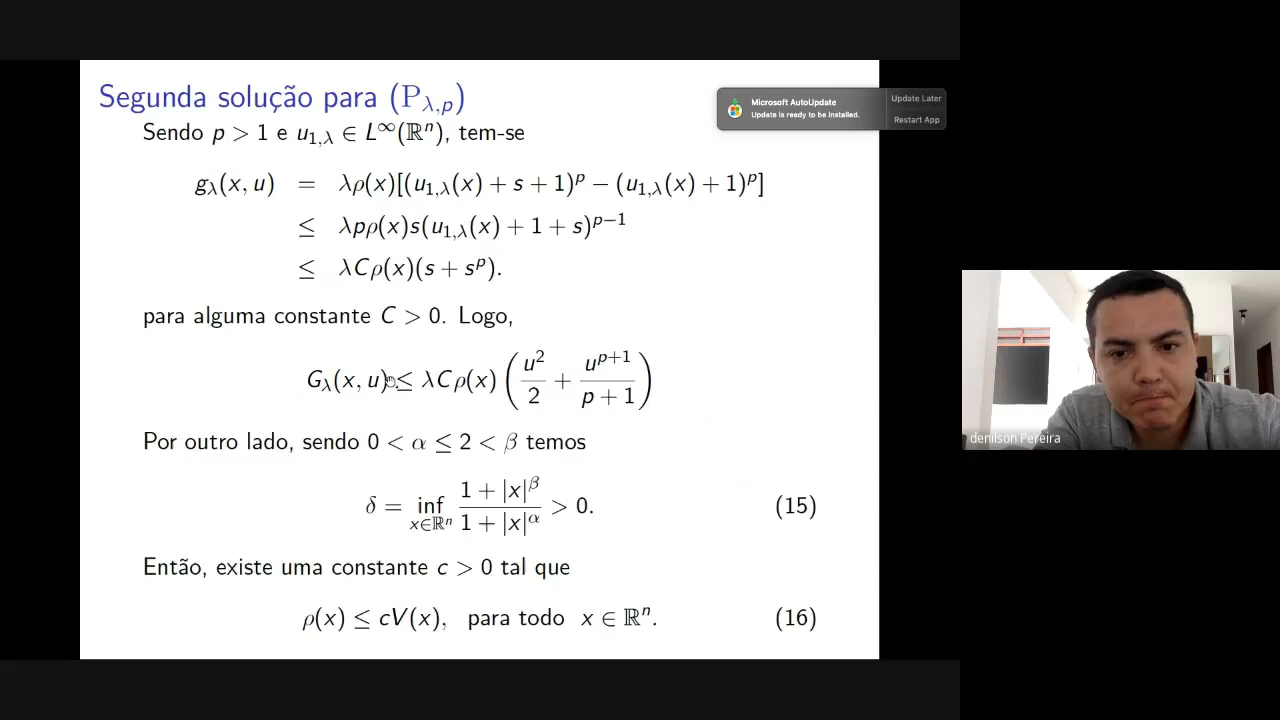 Segunda solução para (P_{λ,p})
Sendo p > 1 e u_{1,λ} ∈ L^∞(ℝ^n), tem-se
g_λ(x, u) = λρ(x)[(u_{1,λ}(x) + s + 1)^p − (u_{1,λ}(x) + 1)^p]
≤ λpρ(x)s(u_{1,λ}(x) + 1 + s)^{p−1}
≤ λCρ(x)(s + s^p).
para alguma constante C > 0. Logo,
G_λ(x, u) ≤ λCρ(x) (u^2/2 + u^{p+1}/(p + 1))
Por outro lado, sendo 0 < α ≤ 2 < β temos
δ = inf_{x∈ℝ^n} (1 + |x|^β)/(1 + |x|^α) > 0. (15)
Então, existe uma constante c > 0 tal que
ρ(x) ≤ cV(x), para todo x ∈ ℝ^n. (16)
Microsoft AutoUpdate
Update is ready to be installed.
Update Later
Restart App
denilson Pereira